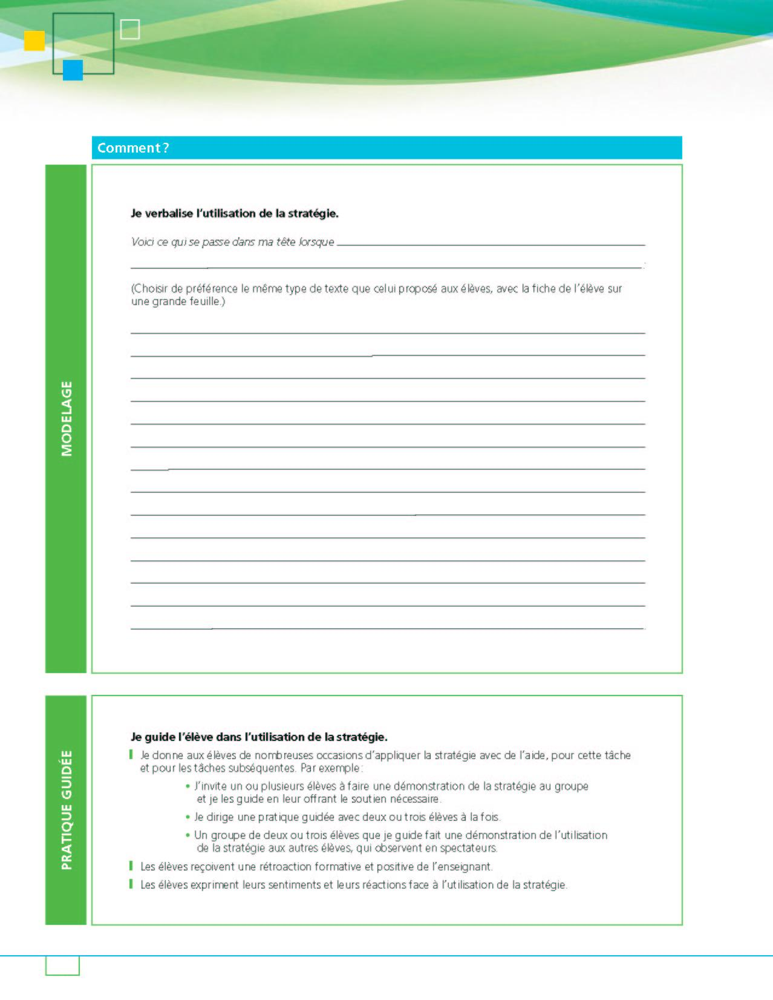 Comment ?
MODELAGE
Je verbalise l'utilisation de la stratégie.
Voici ce qui se passe dans ma tête lorsque
.
(Choisir de préférence le même type de texte que celui proposé aux élèves, avec la fiche de l'élève sur
une grande feuille.)
.
PRATIQUE GUIDÉE
Je guide l'élève dans l'utilisation de la stratégie.
Je donne aux élèves de nombreuses occasions d'appliquer la stratégie avec de l'aide, pour cette tâche
et pour les tâches subséquentes. Par exemple :
• J'invite un ou plusieurs élèves à faire une démonstration de la stratégie au groupe
et je les guide en leur offrant le soutien nécessaire.
• Je dirige une pratique guidée avec deux ou trois élèves à la fois.
• Un groupe de deux ou trois élèves que je guide fait une démonstration de l'utilisation
de la stratégie aux autres élèves, qui observent en spectateurs.
Les élèves reçoivent une rétroaction formative et positive de l'enseignant.
Les élèves expriment leurs sentiments et leurs réactions face à l'utilisation de la stratégie.